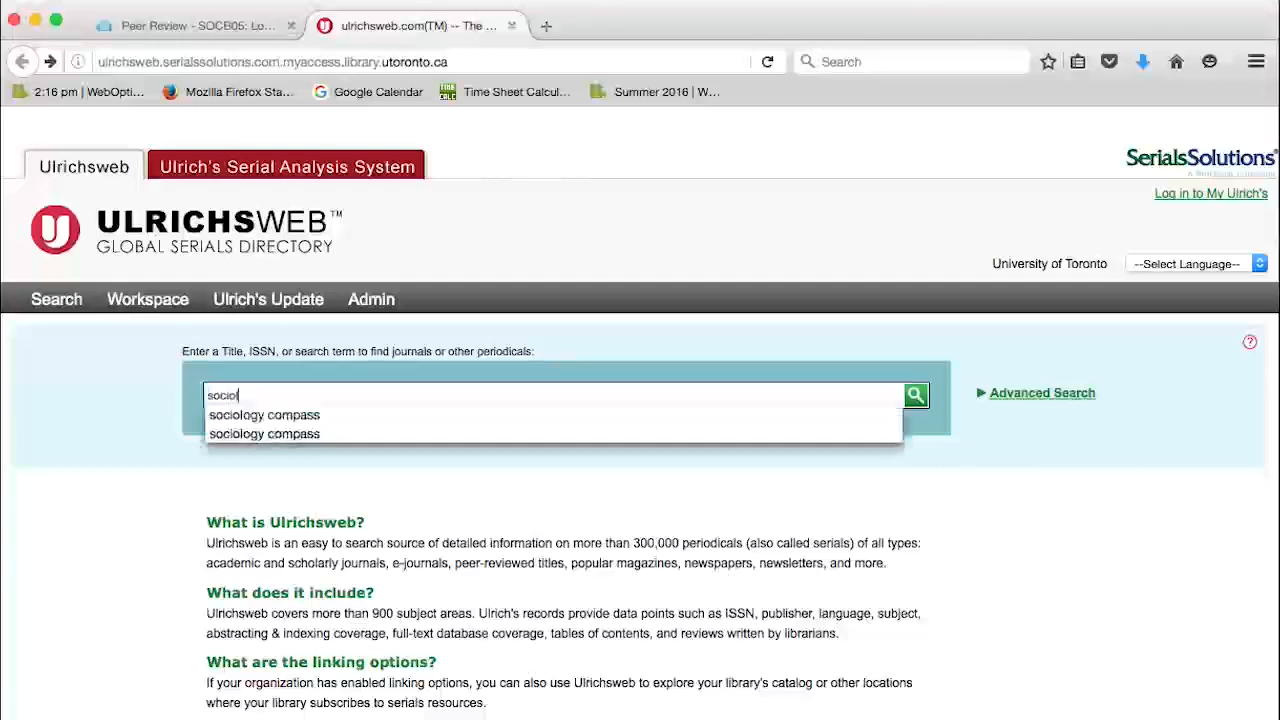 Peer Review - SOCB05: Lo...
ulrichsweb.com(TM) -- The ...
ulrichsweb.serialssolutions.com.myaccess.library.utoronto.ca
Search
2:16 pm | WebOpti...
Mozilla Firefox Sta...
Google Calendar
Time Sheet Calcul...
Summer 2016 | W...
Ulrichsweb
Ulrich's Serial Analysis System
SerialsSolutions®
Log in to My Ulrich's
ULRICHSWEB™
GLOBAL SERIALS DIRECTORY
University of Toronto
--Select Language--
Search
Workspace
Ulrich's Update
Admin
Enter a Title, ISSN, or search term to find journals or other periodicals:
sociol
Advanced Search
sociology compass
sociology compass
What is Ulrichsweb?
Ulrichsweb is an easy to search source of detailed information on more than 300,000 periodicals (also called serials) of all types:
academic and scholarly journals, e-journals, peer-reviewed titles, popular magazines, newspapers, newsletters, and more.
What does it include?
Ulrichsweb covers more than 900 subject areas. Ulrich's records provide data points such as ISSN, publisher, language, subject,
abstracting & indexing coverage, full-text database coverage, tables of contents, and reviews written by librarians.
What are the linking options?
If your organization has enabled linking options, you can also use Ulrichsweb to explore your library's catalog or other locations
where your library subscribes to serials resources.